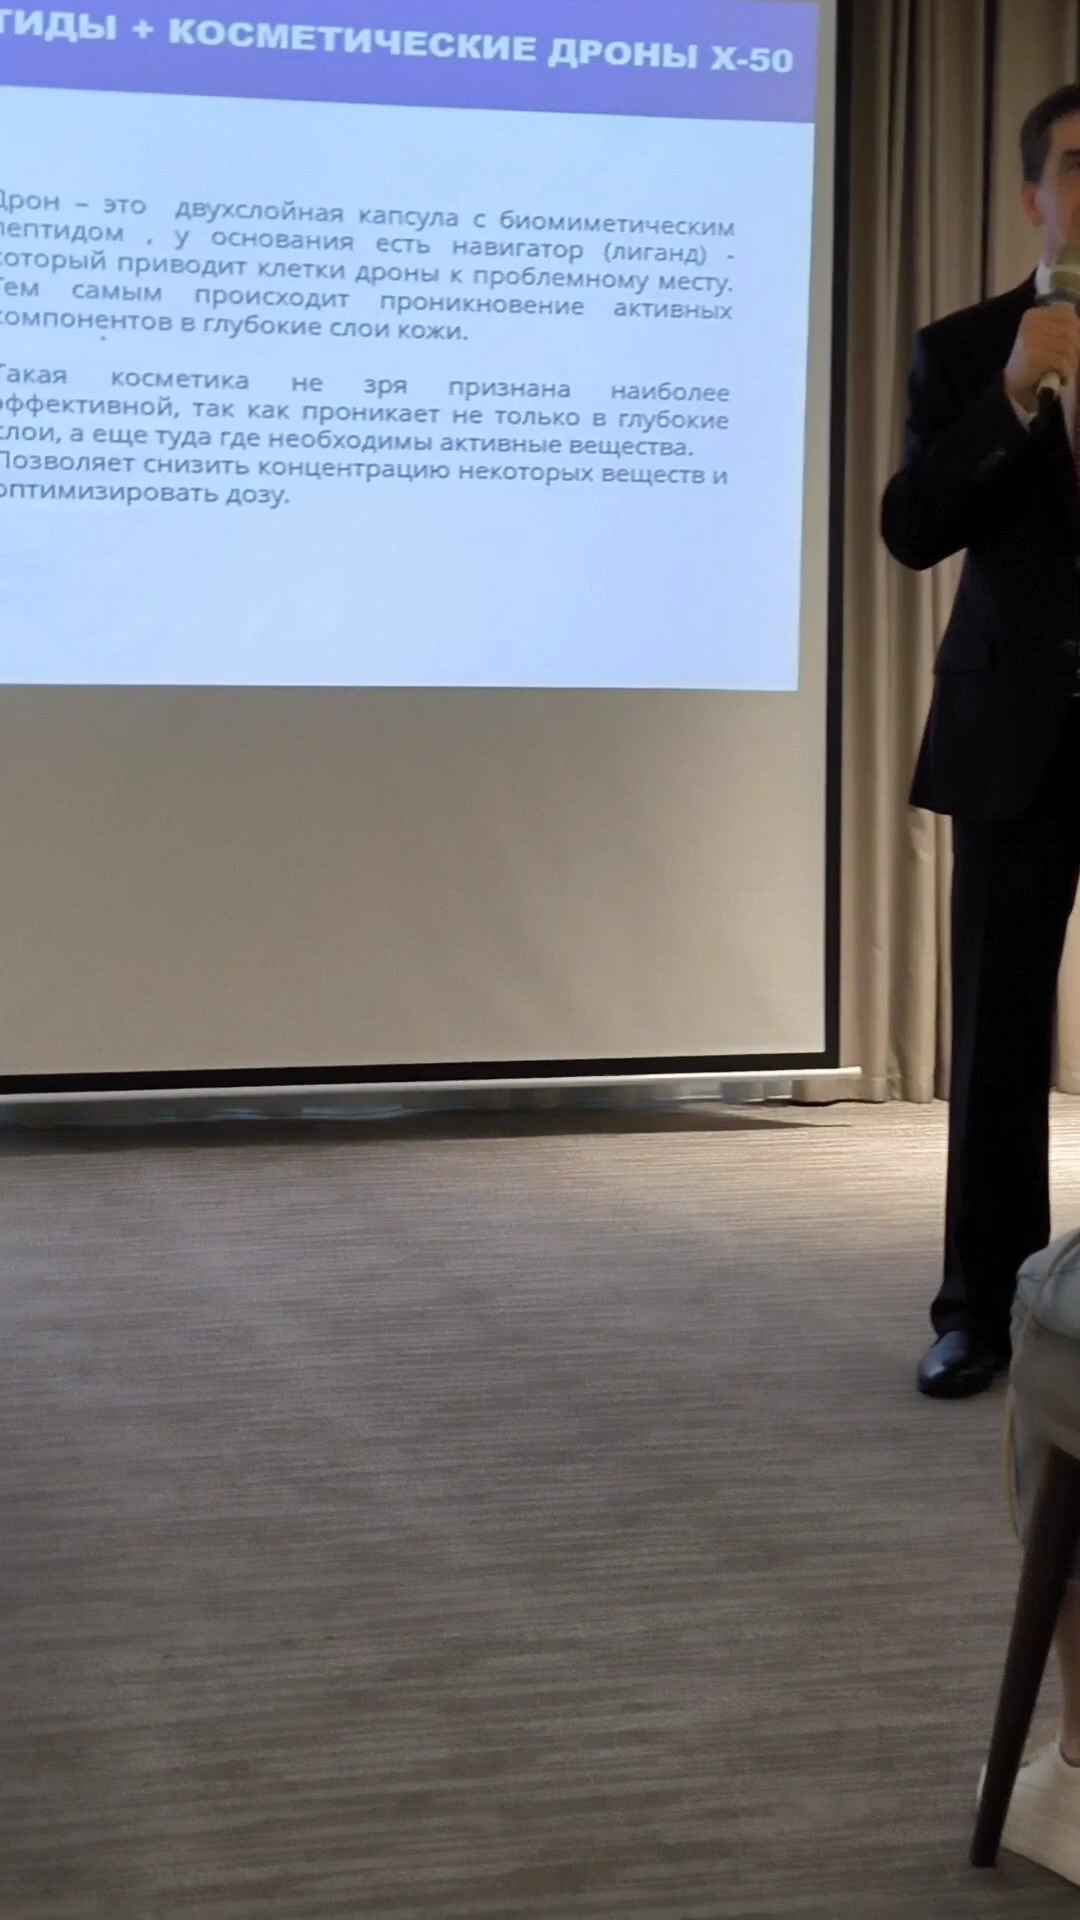 ТИДЫ + КОСМЕТИЧЕСКИЕ ДРОНЫ X-50
Дрон – это двухслойная капсула с биомиметическим
пептидом , у основания есть навигатор (лиганд) -
который приводит клетки дроны к проблемному месту.
Тем самым происходит проникновение активных
компонентов в глубокие слои кожи.
Такая косметика не зря признана наиболее
эффективной, так как проникает не только в глубокие
слои, а еще туда где необходимы активные вещества.
Позволяет снизить концентрацию некоторых веществ и
оптимизировать дозу.